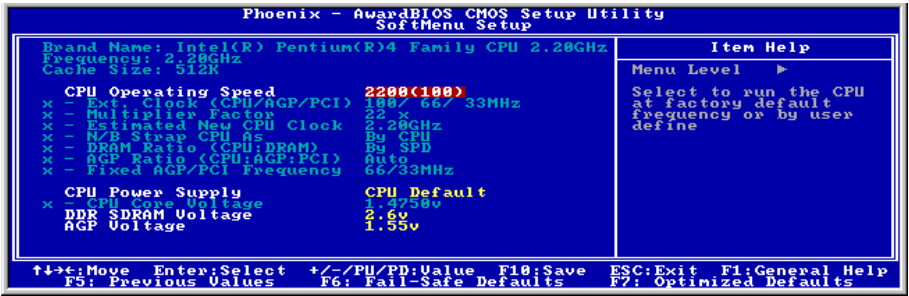 Phoenix - AwardBIOS CMOS Setup Utility
SoftMenu Setup
Brand Name: Intel(R) Pentium(R)4 Family CPU 2.20GHz
Frequency: 2.20GHz
Cache Size: 512K
Item Help
Menu Level ►
CPU Operating Speed 2200(100)
x - Ext. Clock (CPU/AGP/PCI) 100/ 66/ 33MHz
x - Multiplier Factor 22 x
x - Estimated New CPU Clock 2.20GHz
x - N/B Strap CPU As By CPU
x - DRAM Ratio (CPU:DRAM) By SPD
x - AGP Ratio (CPU:AGP:PCI) Auto
x - Fixed AGP/PCI Frequency 66/33MHz
Select to run the CPU
at factory default
frequency or by user
define
CPU Power Supply CPU Default
x - CPU Core Voltage 1.4750v
DDR SDRAM Voltage 2.6v
AGP Voltage 1.55v
↑↓→←:Move Enter:Select +/-/PU/PD:Value F10:Save ESC:Exit F1:General Help
F5: Previous Values F6: Fail-Safe Defaults F7: Optimized Defaults